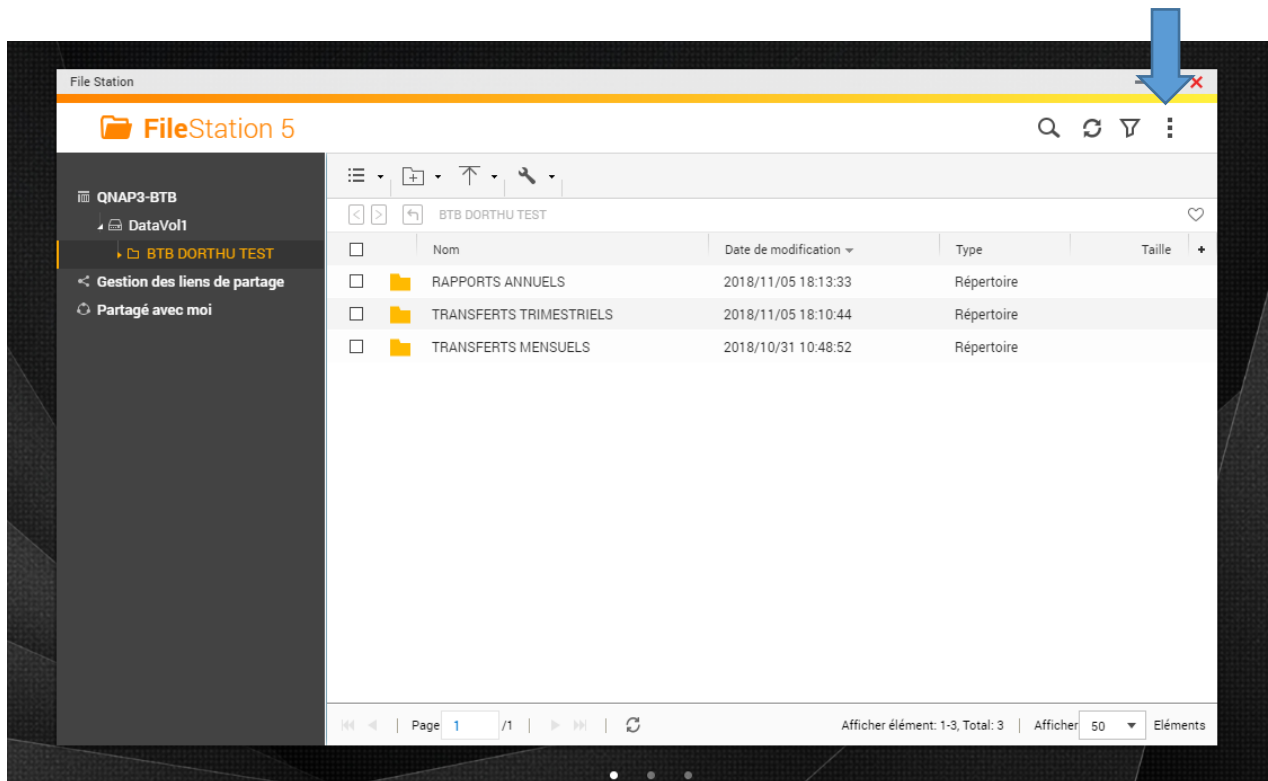 File Station
FileStation 5
QNAP3-BTB
DataVol1
BTB DORTHU TEST
Gestion des liens de partage
Partagé avec moi
BTB DORTHU TEST
Nom Date de modification Type Taille
RAPPORTS ANNUELS 2018/11/05 18:13:33 Répertoire
TRANSFERTS TRIMESTRIELS 2018/11/05 18:10:44 Répertoire
TRANSFERTS MENSUELS 2018/10/31 10:48:52 Répertoire
Page 1 /1 Afficher élément: 1-3, Total: 3 Afficher 50 Eléments